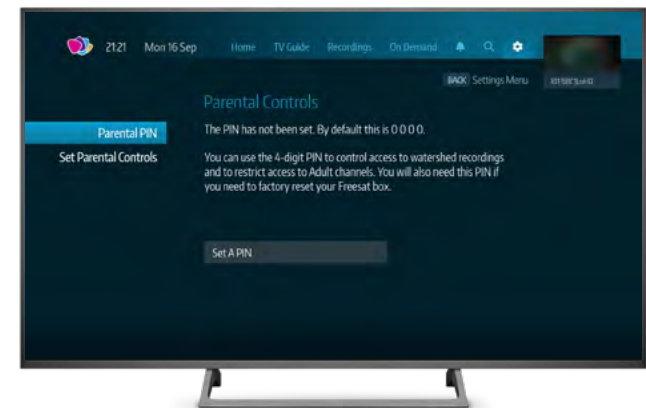 21:21 Mon 16 Sep Home TV Guide Recordings On Demand
BACK Settings Menu
Parental Controls
Parental PIN
The PIN has not been set. By default this is 0 0 0 0.
Set Parental Controls
You can use the 4-digit PIN to control access to watershed recordings
and to restrict access to Adult channels. You will also need this PIN if
you need to factory reset your Freesat box.
Set A PIN